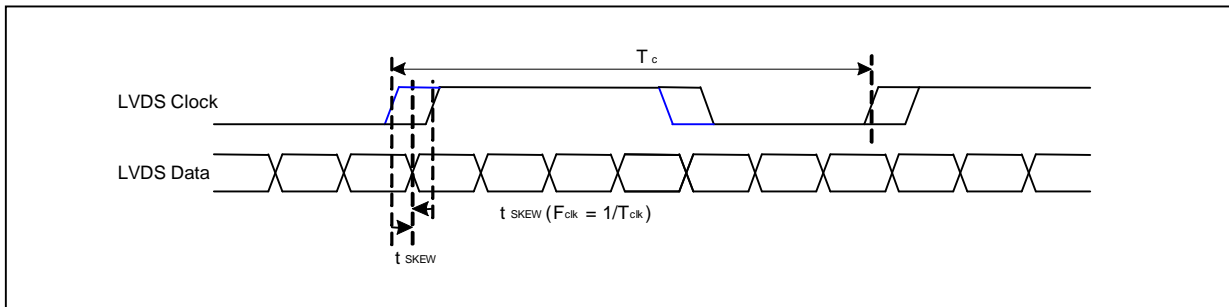 T c
LVDS Clock
LVDS Data
t SKEW (Fclk = 1/Tclk)
t SKEW